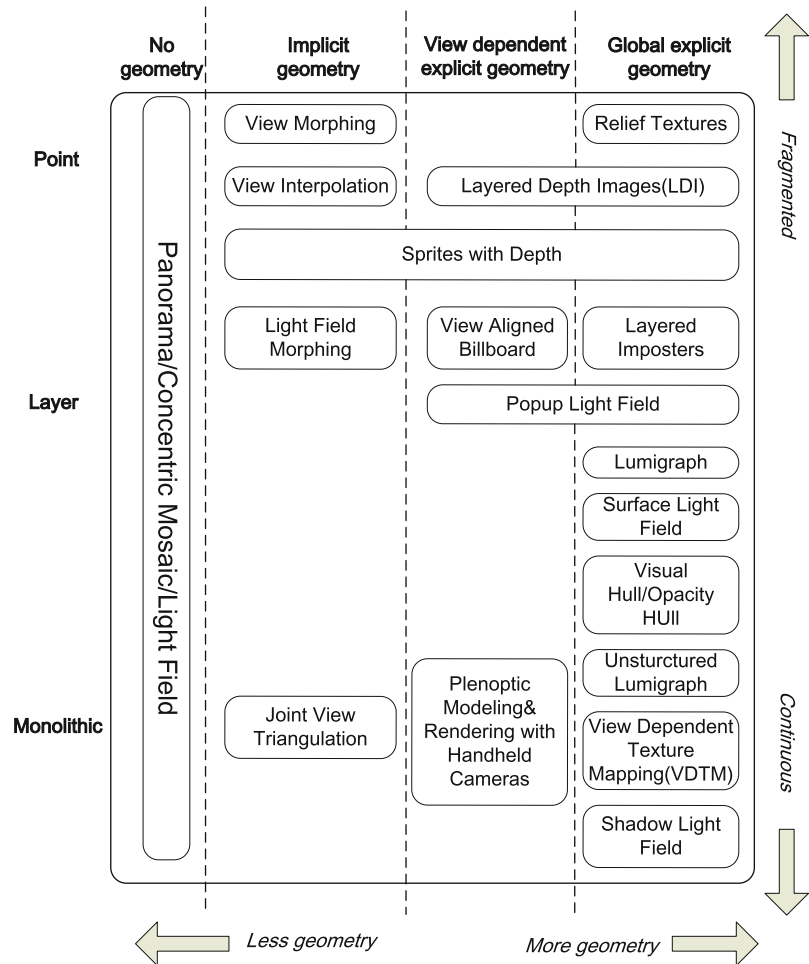 No
geometry
Implicit
geometry
View dependent
explicit geometry
Global explicit
geometry
Point
Layer
Monolithic
Panorama/Concentric Mosaic/Light Field
View Morphing
Relief Textures
View Interpolation
Layered Depth Images(LDI)
Sprites with Depth
Light Field
Morphing
View Aligned
Billboard
Layered
Imposters
Popup Light Field
Lumigraph
Surface Light
Field
Visual
Hull/Opacity
HUll
Unsturctured
Lumigraph
Joint View
Triangulation
Plenoptic
Modeling&
Rendering with
Handheld
Cameras
View Dependent
Texture
Mapping(VDTM)
Shadow Light
Field
Fragmented
Continuous
Less geometry
More geometry